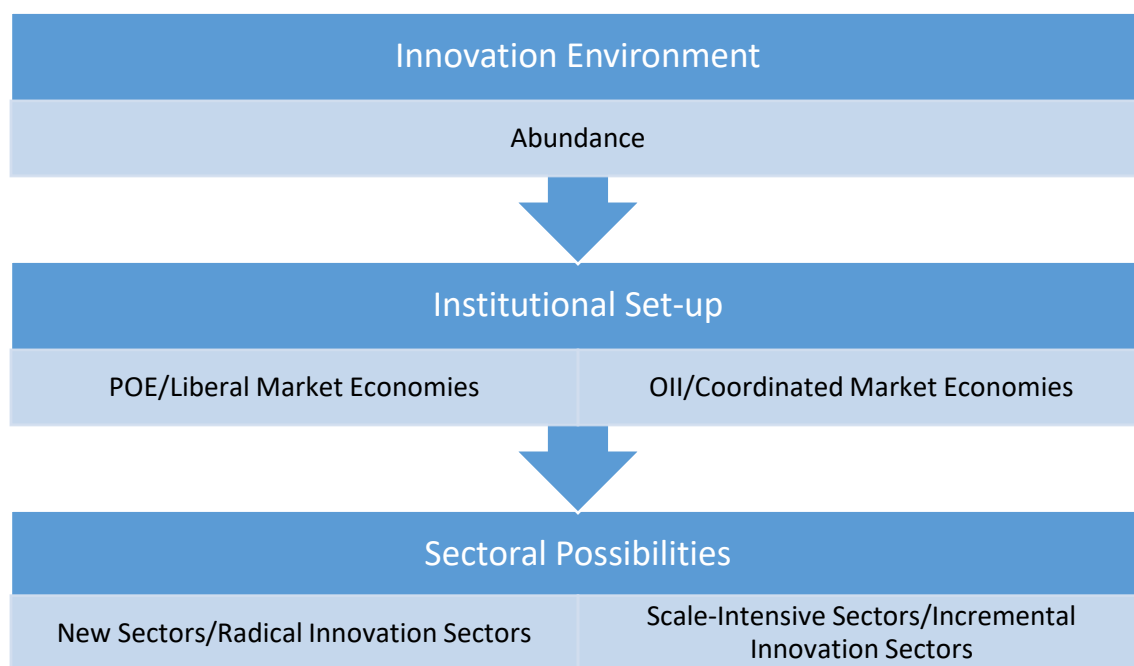 Innovation Environment
Abundance
Institutional Set-up
POE/Liberal Market Economies
OII/Coordinated Market Economies
Sectoral Possibilities
New Sectors/Radical Innovation Sectors
Scale-Intensive Sectors/Incremental
Innovation Sectors